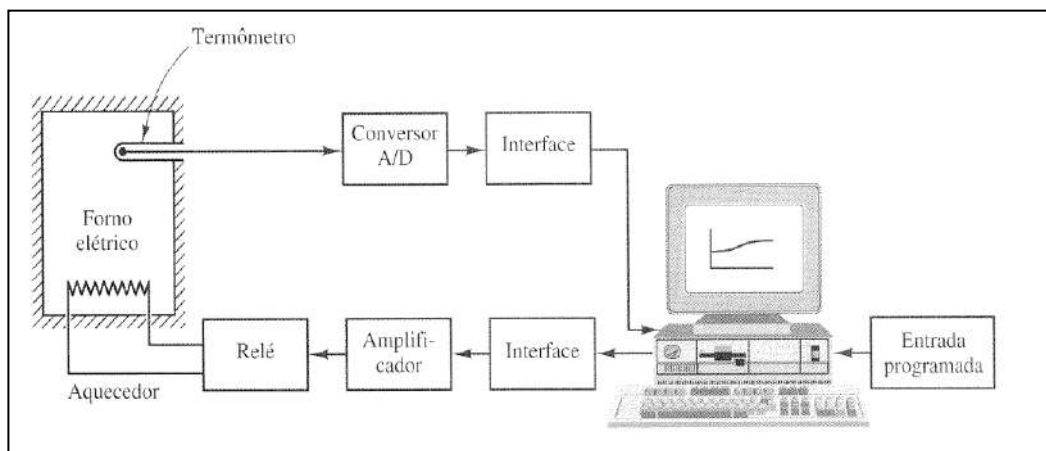 Termômetro
Conversor
A/D
Interface
Forno
elétrico
Relé
Amplifi-
cador
Interface
Entrada
programada
Aquecedor